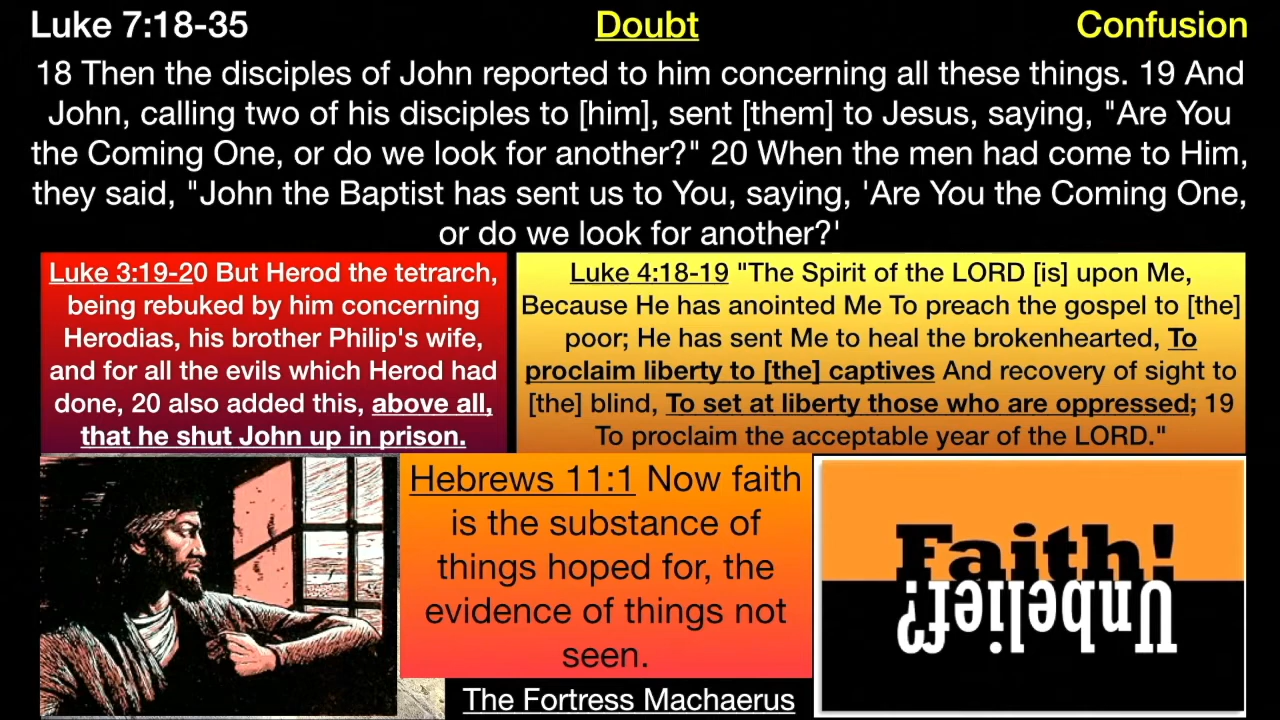 Luke 7:18-35
Doubt
Confusion
18 Then the disciples of John reported to him concerning all these things. 19 And
John, calling two of his disciples to [him], sent [them] to Jesus, saying, "Are You
the Coming One, or do we look for another?" 20 When the men had come to Him,
they said, "John the Baptist has sent us to You, saying, 'Are You the Coming One,
or do we look for another?'
Luke 3:19-20 But Herod the tetrarch,
being rebuked by him concerning
Herodias, his brother Philip's wife,
and for all the evils which Herod had
done, 20 also added this, above all,
that he shut John up in prison.
Luke 4:18-19 "The Spirit of the LORD [is] upon Me,
Because He has anointed Me To preach the gospel to [the]
poor; He has sent Me to heal the brokenhearted, To
proclaim liberty to [the] captives And recovery of sight to
[the] blind, To set at liberty those who are oppressed; 19
To proclaim the acceptable year of the LORD."
Hebrews 11:1 Now faith
is the substance of
things hoped for, the
evidence of things not
seen.
Faith!
Unbelief?
The Fortress Machaerus